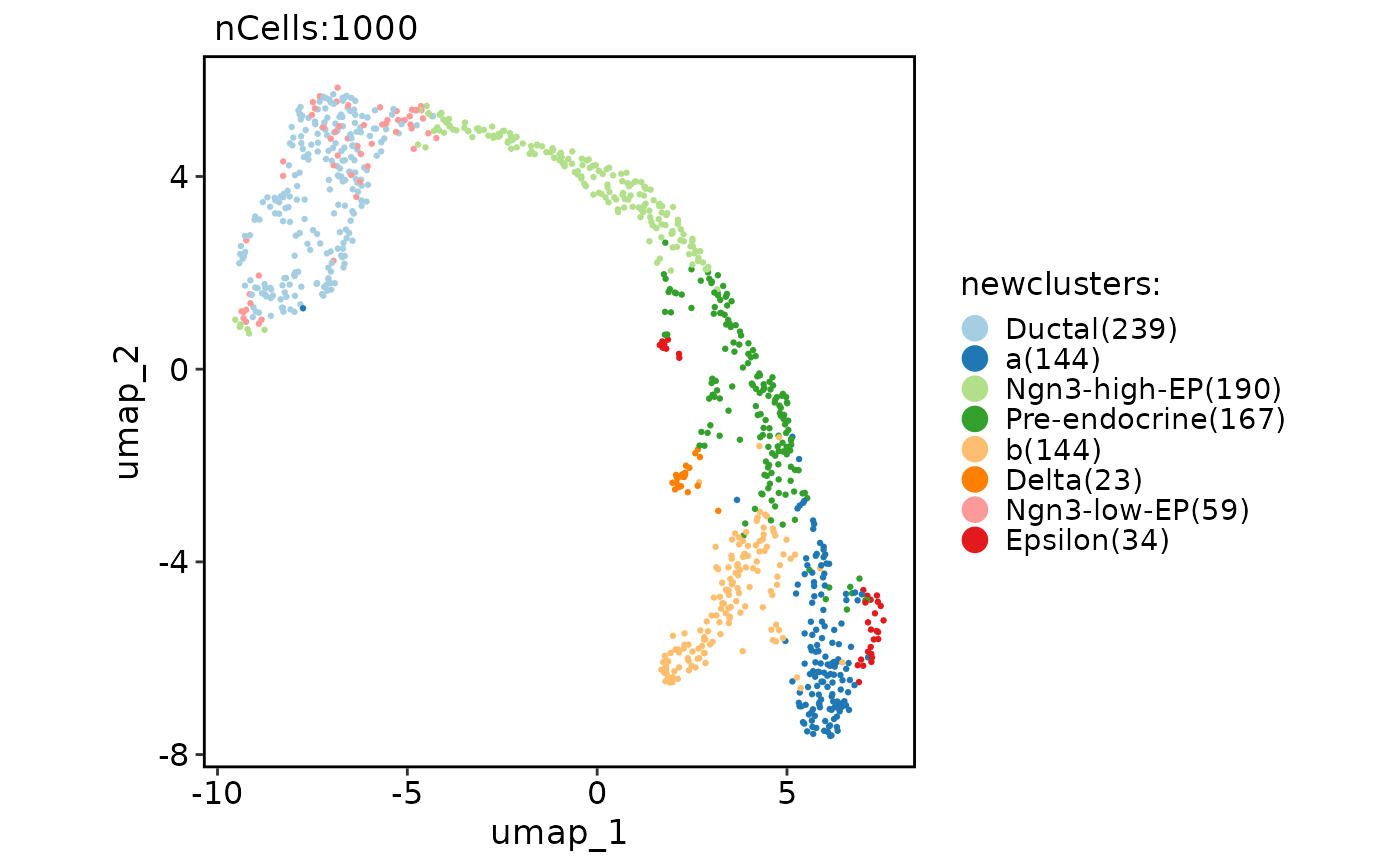 nCells:1000
umap_2
4
0
-4
-8
-10 -5 0 5
umap_1
newclusters:
Ductal(239)
a(144)
Ngn3-high-EP(190)
Pre-endocrine(167)
b(144)
Delta(23)
Ngn3-low-EP(59)
Epsilon(34)